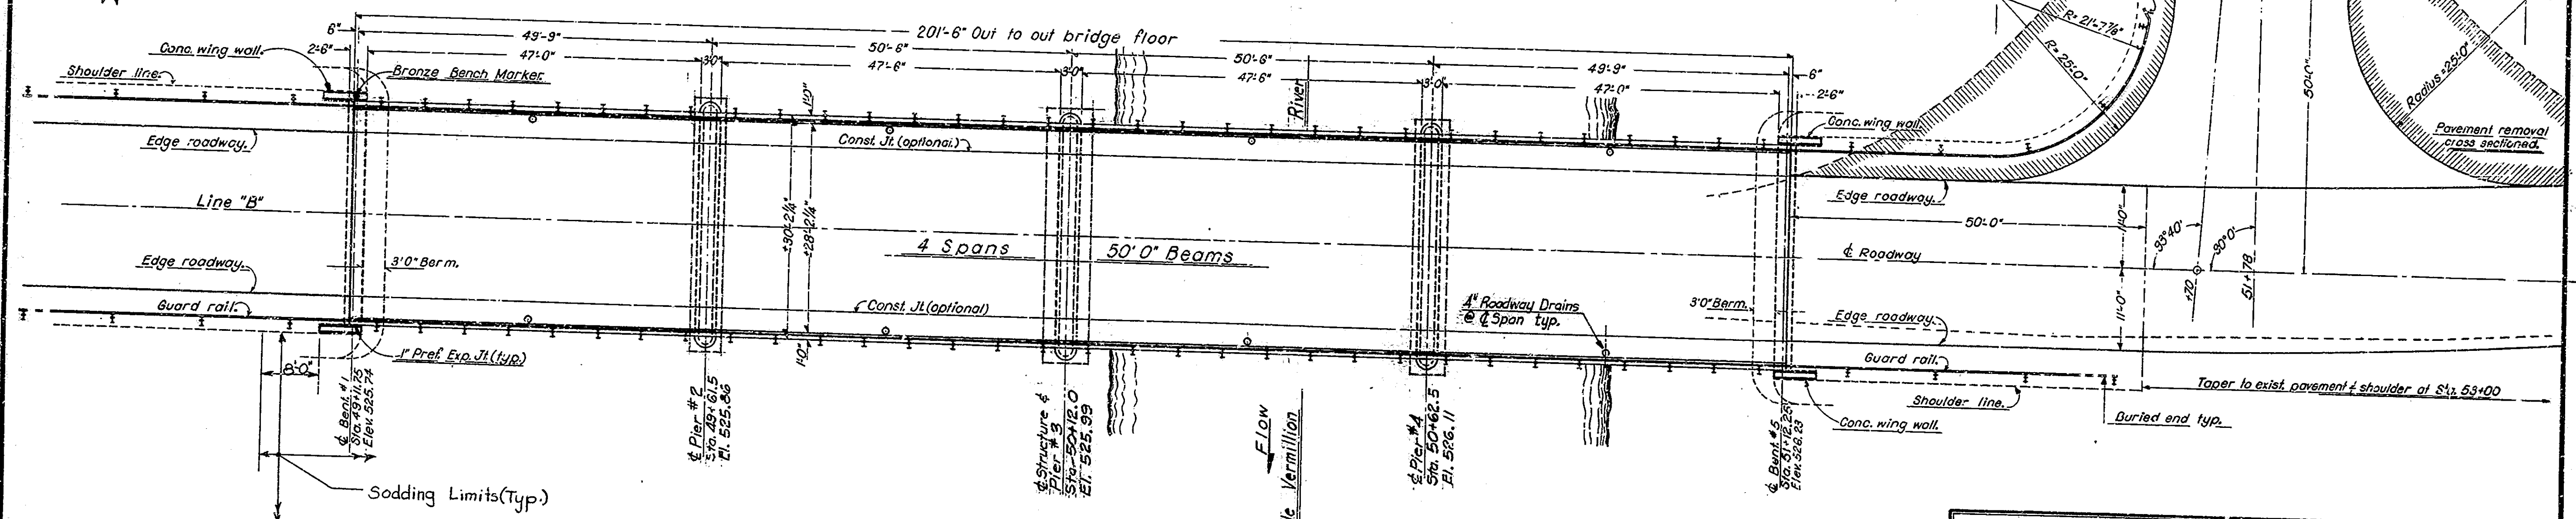 201'-6" Out to out bridge floor
6"
49'-9"
50'-6"
50'-6"
49'-9"
6"
2'-6"
47'-0"
3'-0"
47'-6"
3'-0"
47'-6"
3'-0"
47'-0"
2'-6"
Conc. wing wall.
Shoulder line.
Bronze Bench Marker.
1'-0"
River
Conc. wing wall.
R= 21'-7 7/8"
R= 25'-0"
50'-0"
Radius = 25'-0"
Pavement removal
cross sectioned.
Edge roadway.
Const. Jt. (optional.)
Edge roadway.
Line "B"
±30'-2 1/4"
±28'-2 1/4"
4 Spans 50'0" Beams
50'-0"
11'-0"
93°40'
90°0'
℄ Roadway
+20
51+78
Edge roadway.
3'0" Berm.
Guard rail.
Const. Jt. (optional)
4" Roadway Drains
@ ℄ Span typ.
3'0" Berm.
Edge roadway.
11'-0"
Guard rail.
8'-0"
1" Pref. Exp. Jt. (typ.)
1'-0"
Taper to exist. pavement & shoulder at Sta. 53+00
Shoulder line.
Buried end typ.
Conc. wing wall.
℄ Bent #1
Sta. 49+11.75
Elev. 525.74
℄ Pier #2
Sta. 49+61.5
El. 525.86
℄ Structure &
Pier #3
Sta. 50+12.0
El. 525.99
Flow
Vermillion
℄ Pier #4
Sta. 50+62.5
El. 526.11
℄ Bent #5
Sta. 51+12.25
Elev. 526.23
Sodding Limits (Typ.)